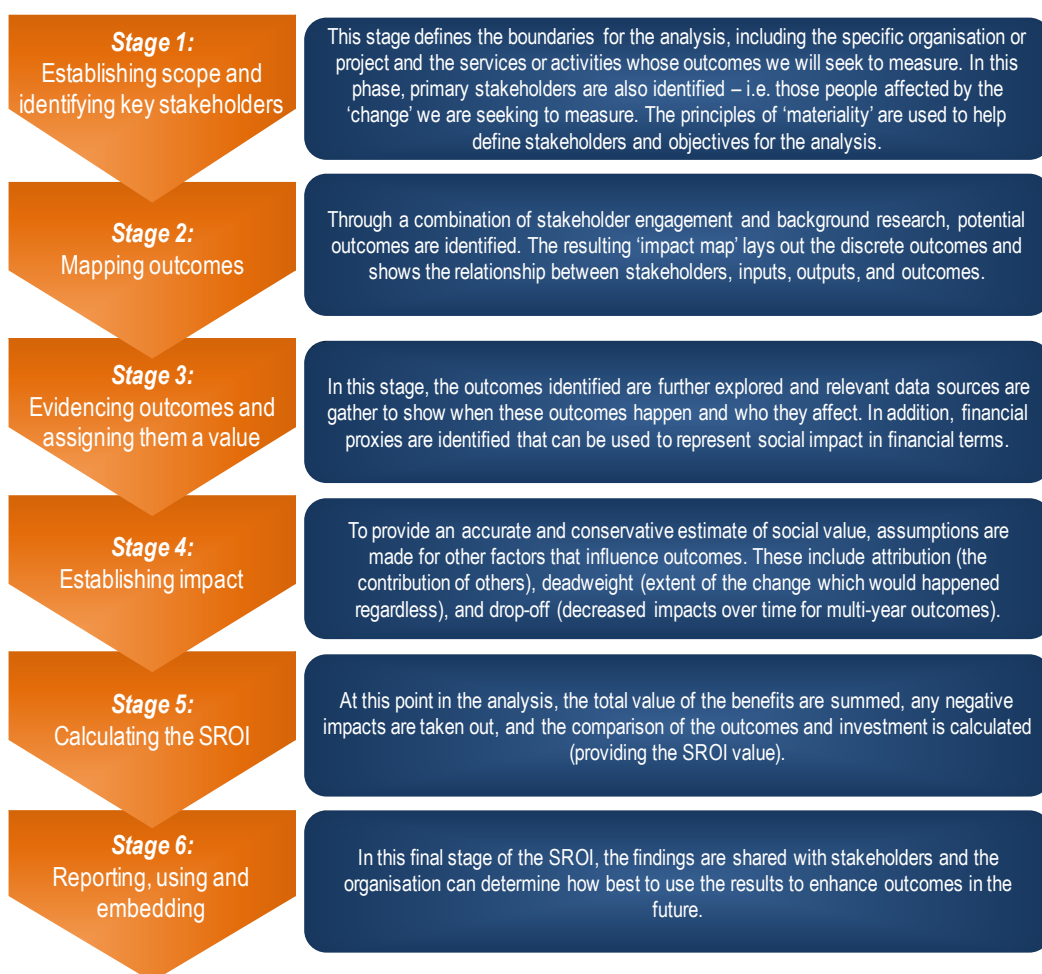 Stage 1:
Establishing scope and
identifying key stakeholders
This stage defines the boundaries for the analysis, including the specific organisation or
project and the services or activities whose outcomes we will seek to measure. In this
phase, primary stakeholders are also identified – i.e. those people affected by the
‘change’ we are seeking to measure. The principles of ‘materiality’ are used to help
define stakeholders and objectives for the analysis.
Stage 2:
Mapping outcomes
Through a combination of stakeholder engagement and background research, potential
outcomes are identified. The resulting ‘impact map’ lays out the discrete outcomes and
shows the relationship between stakeholders, inputs, outputs, and outcomes.
Stage 3:
Evidencing outcomes and
assigning them a value
In this stage, the outcomes identified are further explored and relevant data sources are
gather to show when these outcomes happen and who they affect. In addition, financial
proxies are identified that can be used to represent social impact in financial terms.
Stage 4:
Establishing impact
To provide an accurate and conservative estimate of social value, assumptions are
made for other factors that influence outcomes. These include attribution (the
contribution of others), deadweight (extent of the change which would happened
regardless), and drop-off (decreased impacts over time for multi-year outcomes).
Stage 5:
Calculating the SROI
At this point in the analysis, the total value of the benefits are summed, any negative
impacts are taken out, and the comparison of the outcomes and investment is calculated
(providing the SROI value).
Stage 6:
Reporting, using and
embedding
In this final stage of the SROI, the findings are shared with stakeholders and the
organisation can determine how best to use the results to enhance outcomes in the
future.